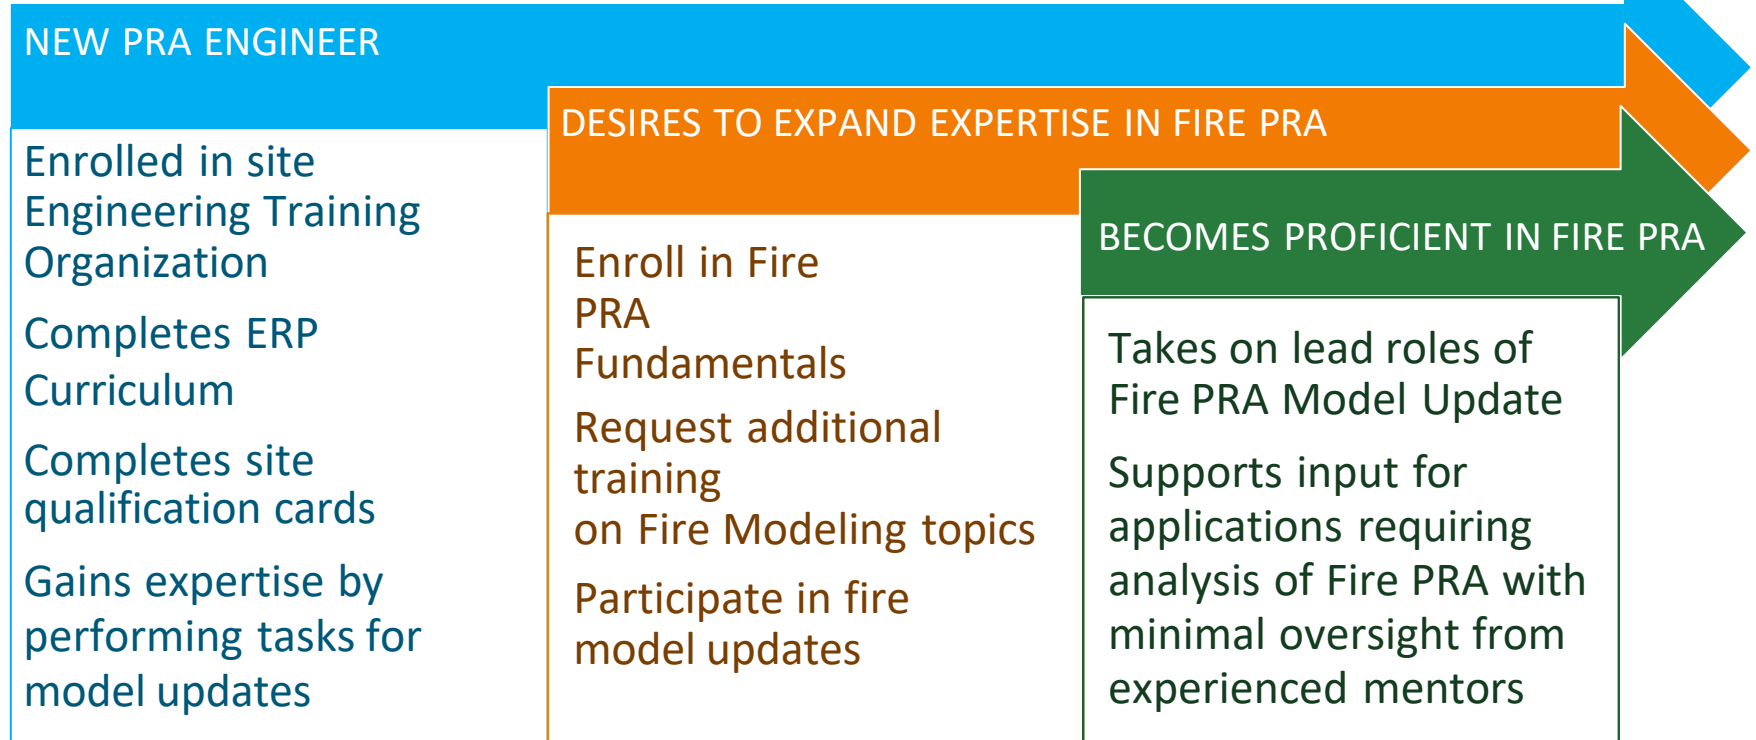 NEW PRA ENGINEER
Enrolled in site
Engineering Training
Organization
Completes ERP
Curriculum
Completes site
qualification cards
Gains expertise by
performing tasks for
model updates
DESIRES TO EXPAND EXPERTISE IN FIRE PRA
Enroll in Fire
PRA
Fundamentals
Request additional
training
on Fire Modeling topics
Participate in fire
model updates
BECOMES PROFICIENT IN FIRE PRA
Takes on lead roles of
Fire PRA Model Update
Supports input for
applications requiring
analysis of Fire PRA with
minimal oversight from
experienced mentors